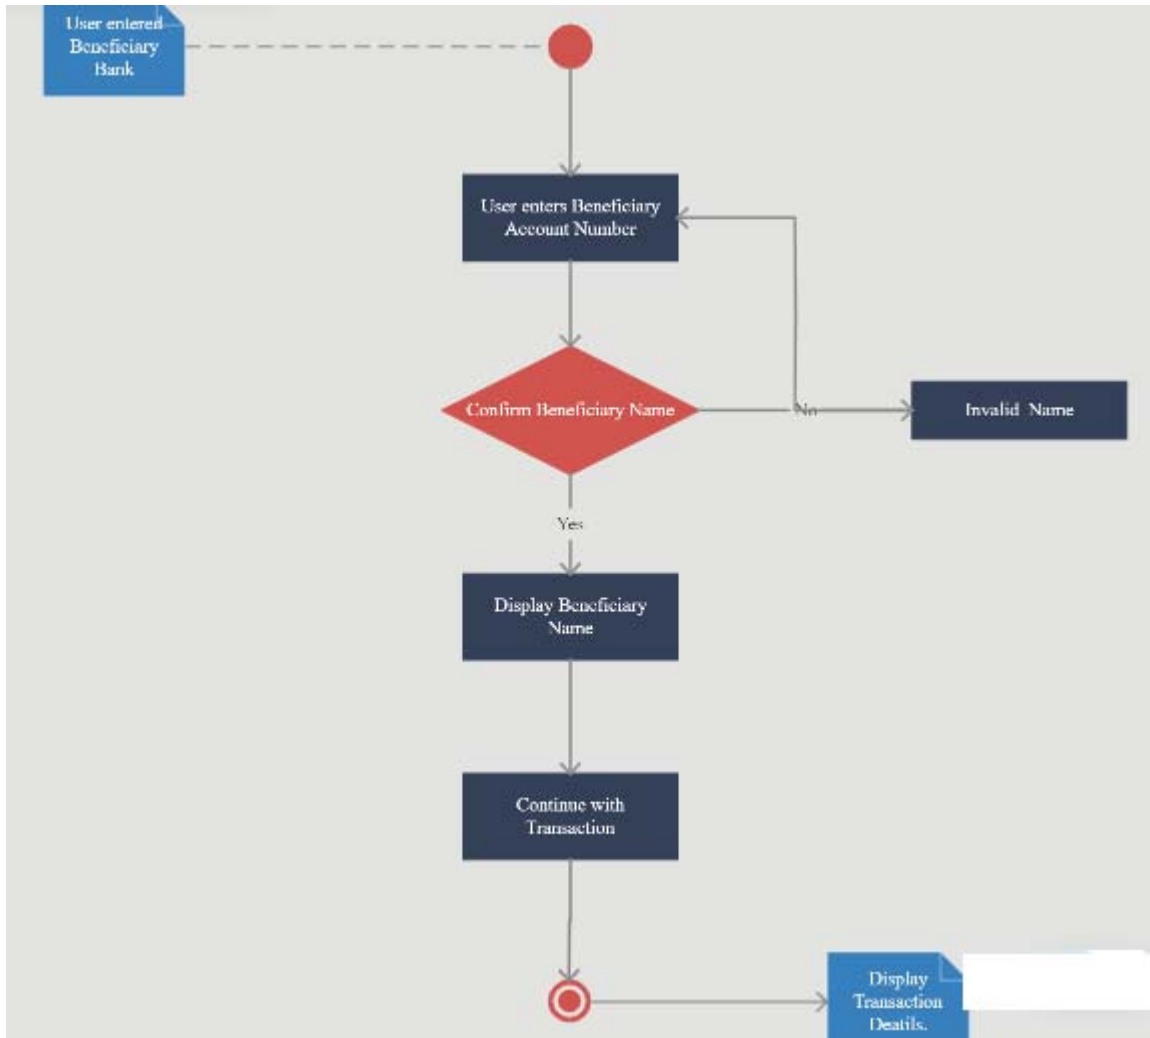 User entered
Beneficiary
Bank
User enters Beneficiary
Account Number
Confirm Beneficiary Name
No
Invalid Name
Yes
Display Beneficiary
Name
Continue with
Transaction
Display
Transaction
Deatils.